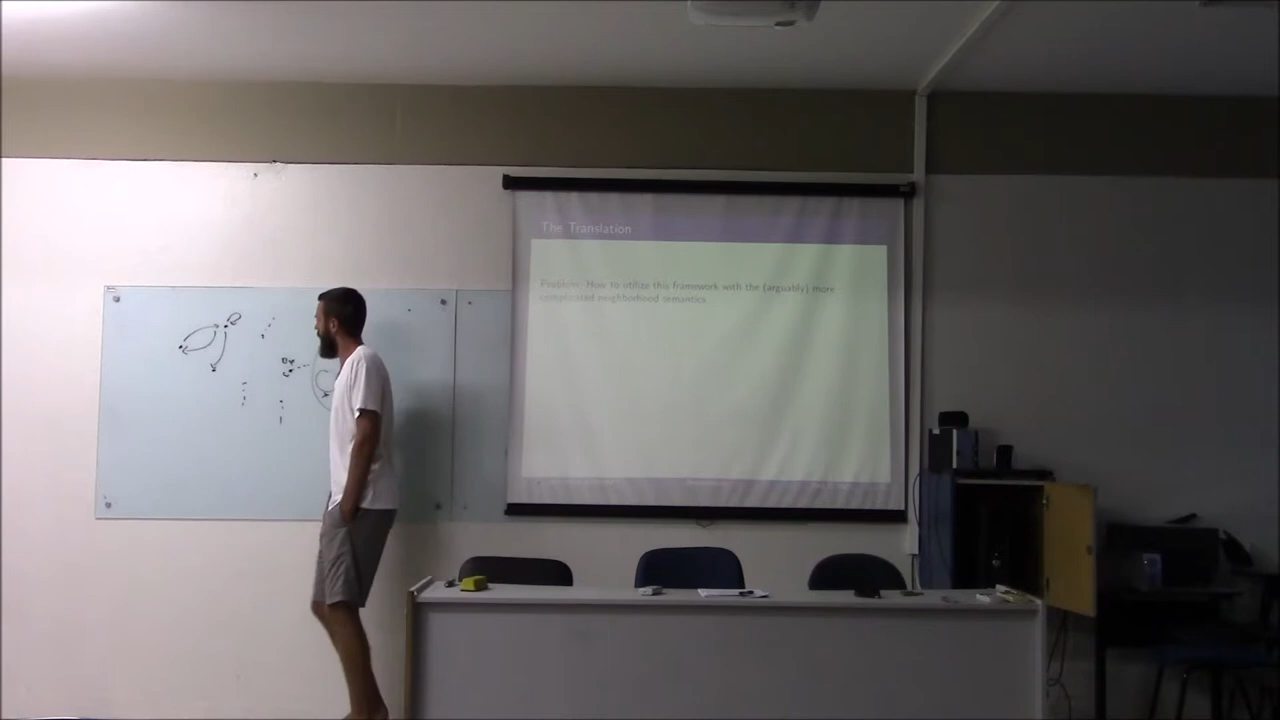 The Translation
Problem: How to utilize this framework with the (arguably) more
complicated neighborhood semantics